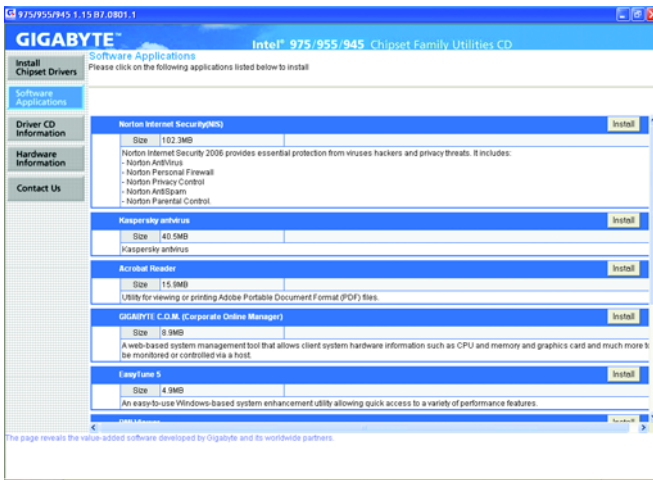 975/955/945 1.15 B7.0801.1
GIGABYTE™
Intel® 975/955/945 Chipset Family Utilities CD
Install
Chipset Drivers
Software
Applications
Driver CD
Information
Hardware
Information
Contact Us
Software Applications
Please click on the following applications listed below to install
Norton Internet Security(NIS)
Install
Size 102.3MB
Norton Internet Security 2006 provides essential protection from viruses hackers and privacy threats. It includes:
- Norton AntiVirus
- Norton Personal Firewall
- Norton Privacy Control
- Norton AntiSpam
- Norton Parental Control.
Kaspersky antvirus
Install
Size 40.5MB
Kaspersky antvirus
Acrobat Reader
Install
Size 15.9MB
Utility for viewing or printing Adobe Portable Document Format (PDF) files.
GIGABYTE C.O.M. (Corporate Online Manager)
Install
Size 8.9MB
A web-based system management tool that allows client system hardware information such as CPU and memory and graphics card and much more t
be monitored or controlled via a host.
EasyTune 5
Install
Size 4.9MB
An easy-to-use Windows-based system enhancement utility allowing quick access to a variety of performance features.
DMI Viewer
Install
The page reveals the value-added software developed by Gigabyte and its worldwide partners.